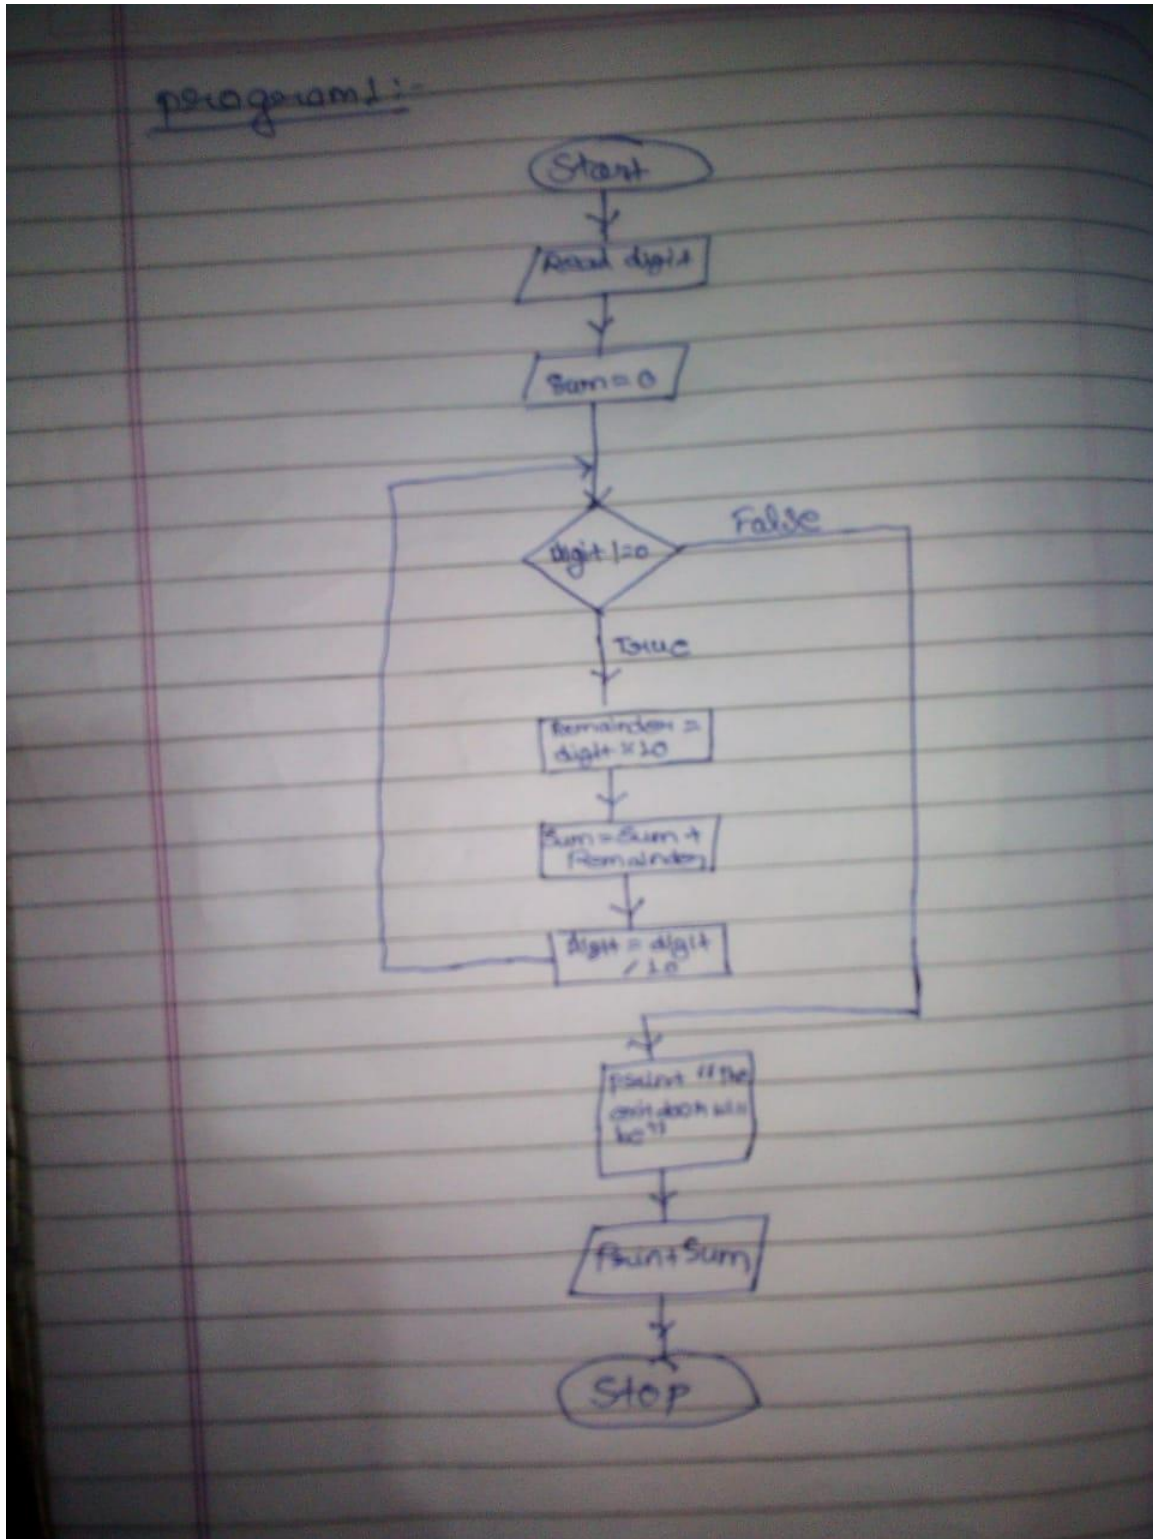 program1:-
Start
Read digit
Sum=0
digit !=0
False
True
Remainder =
digit % 10
Sum=Sum+
Remainder
digit = digit
/ 10
print "The
will
be"
Print Sum
Stop